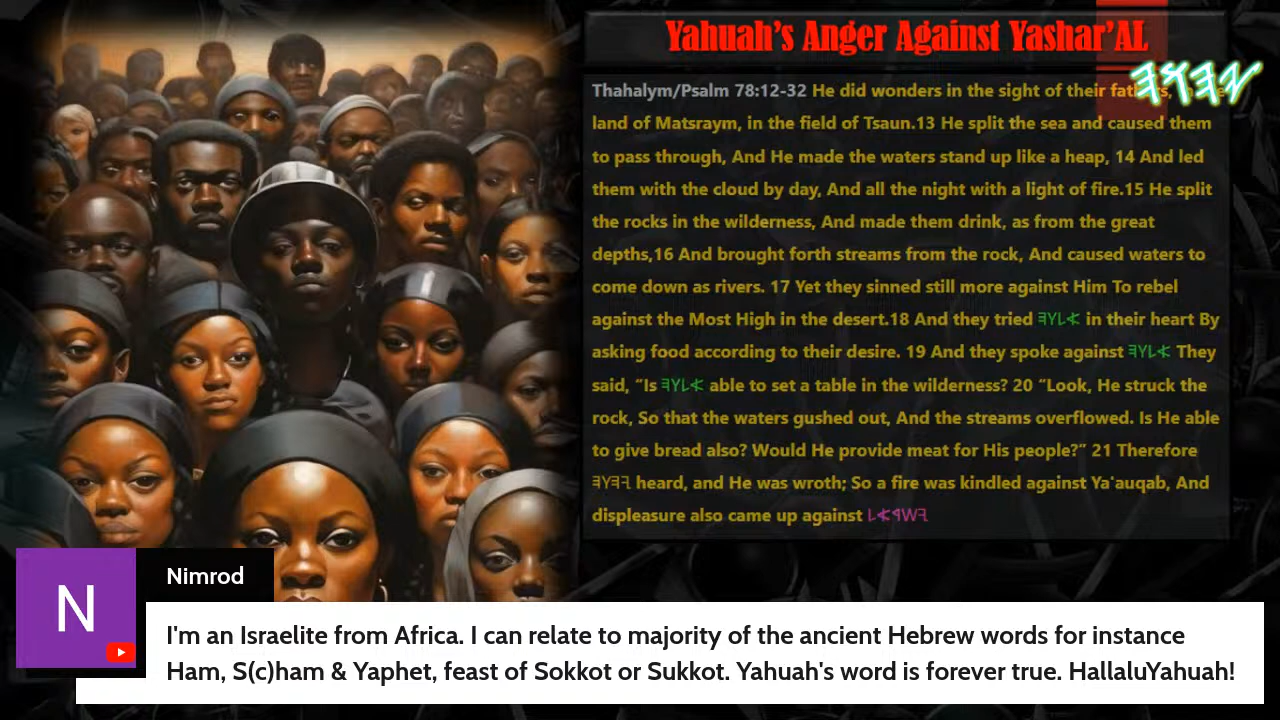 Yahuah's Anger Against Yashar'AL
𐤉𐤄𐤅𐤄
Thahalym/Psalm 78:12-32 He did wonders in the sight of their
land of Matsraym, in the field of Tsaun.13 He split the sea and caused them
to pass through, And He made the waters stand up like a heap, 14 And led
them with the cloud by day, And all the night with a light of fire.15 He split
the rocks in the wilderness, And made them drink, as from the great
depths,16 And brought forth streams from the rock, And caused waters to
come down as rivers. 17 Yet they sinned still more against Him To rebel
against the Most High in the desert.18 And they tried 𐤀𐤋𐤅𐤄 in their heart By
asking food according to their desire. 19 And they spoke against 𐤀𐤋𐤅𐤄 They
said, “Is 𐤀𐤋𐤅𐤄 able to set a table in the wilderness? 20 “Look, He struck the
rock, So that the waters gushed out, And the streams overflowed. Is He able
to give bread also? Would He provide meat for His people?” 21 Therefore
𐤉𐤄𐤅𐤄 heard, and He was wroth; So a fire was kindled against Ya'auqab, And
displeasure also came up against 𐤉𐤔𐤓𐤀𐤋
N
Nimrod
I'm an Israelite from Africa. I can relate to majority of the ancient Hebrew words for instance
Ham, S(c)ham & Yaphet, feast of Sokkot or Sukkot. Yahuah's word is forever true. HallaluYahuah!